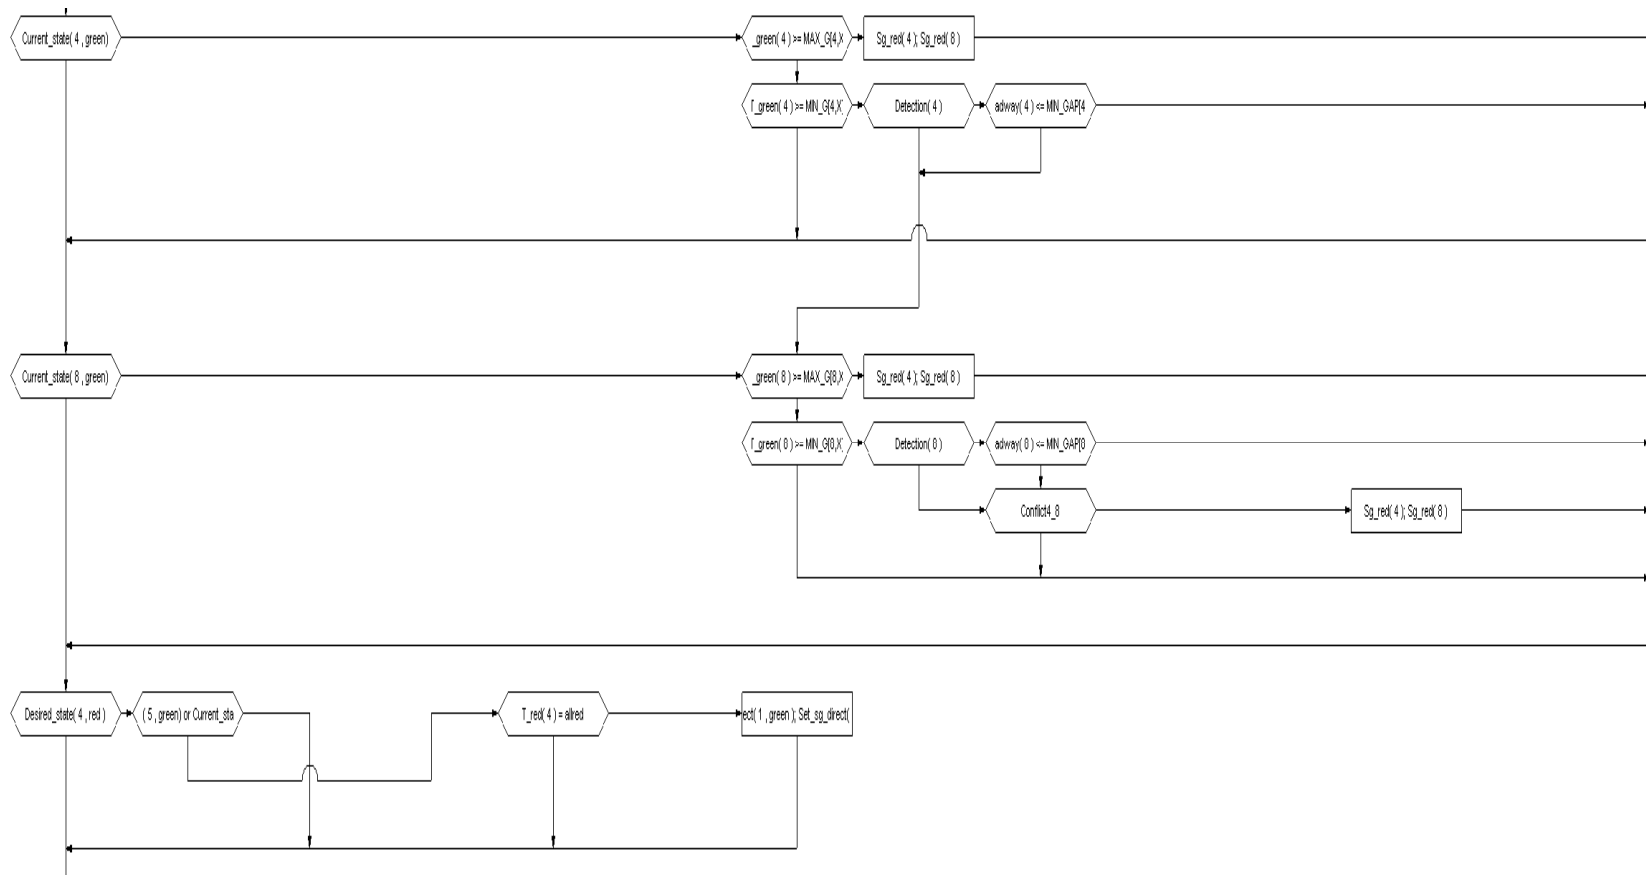 Current_state( 4 , green)
_green( 4 ) >= MAX_G[4,X
Sg_red( 4 ); Sg_red( 8 )
T_green( 4 ) >= MIN_G[4,X]
Detection( 4 )
adway( 4 ) <= MIN_GAP[4
Current_state( 8 , green)
_green( 8 ) >= MAX_G[8,X
Sg_red( 4 ); Sg_red( 8 )
T_green( 8 ) >= MIN_G[8,X]
Detection( 8 )
adway( 8 ) <= MIN_GAP[8
Conflict4_8
Sg_red( 4 ); Sg_red( 8 )
Desired_state( 4 , red )
( 5 , green) or Current_sta
T_red( 4 ) = allred
ect( 1 , green ); Set_sg_direct(